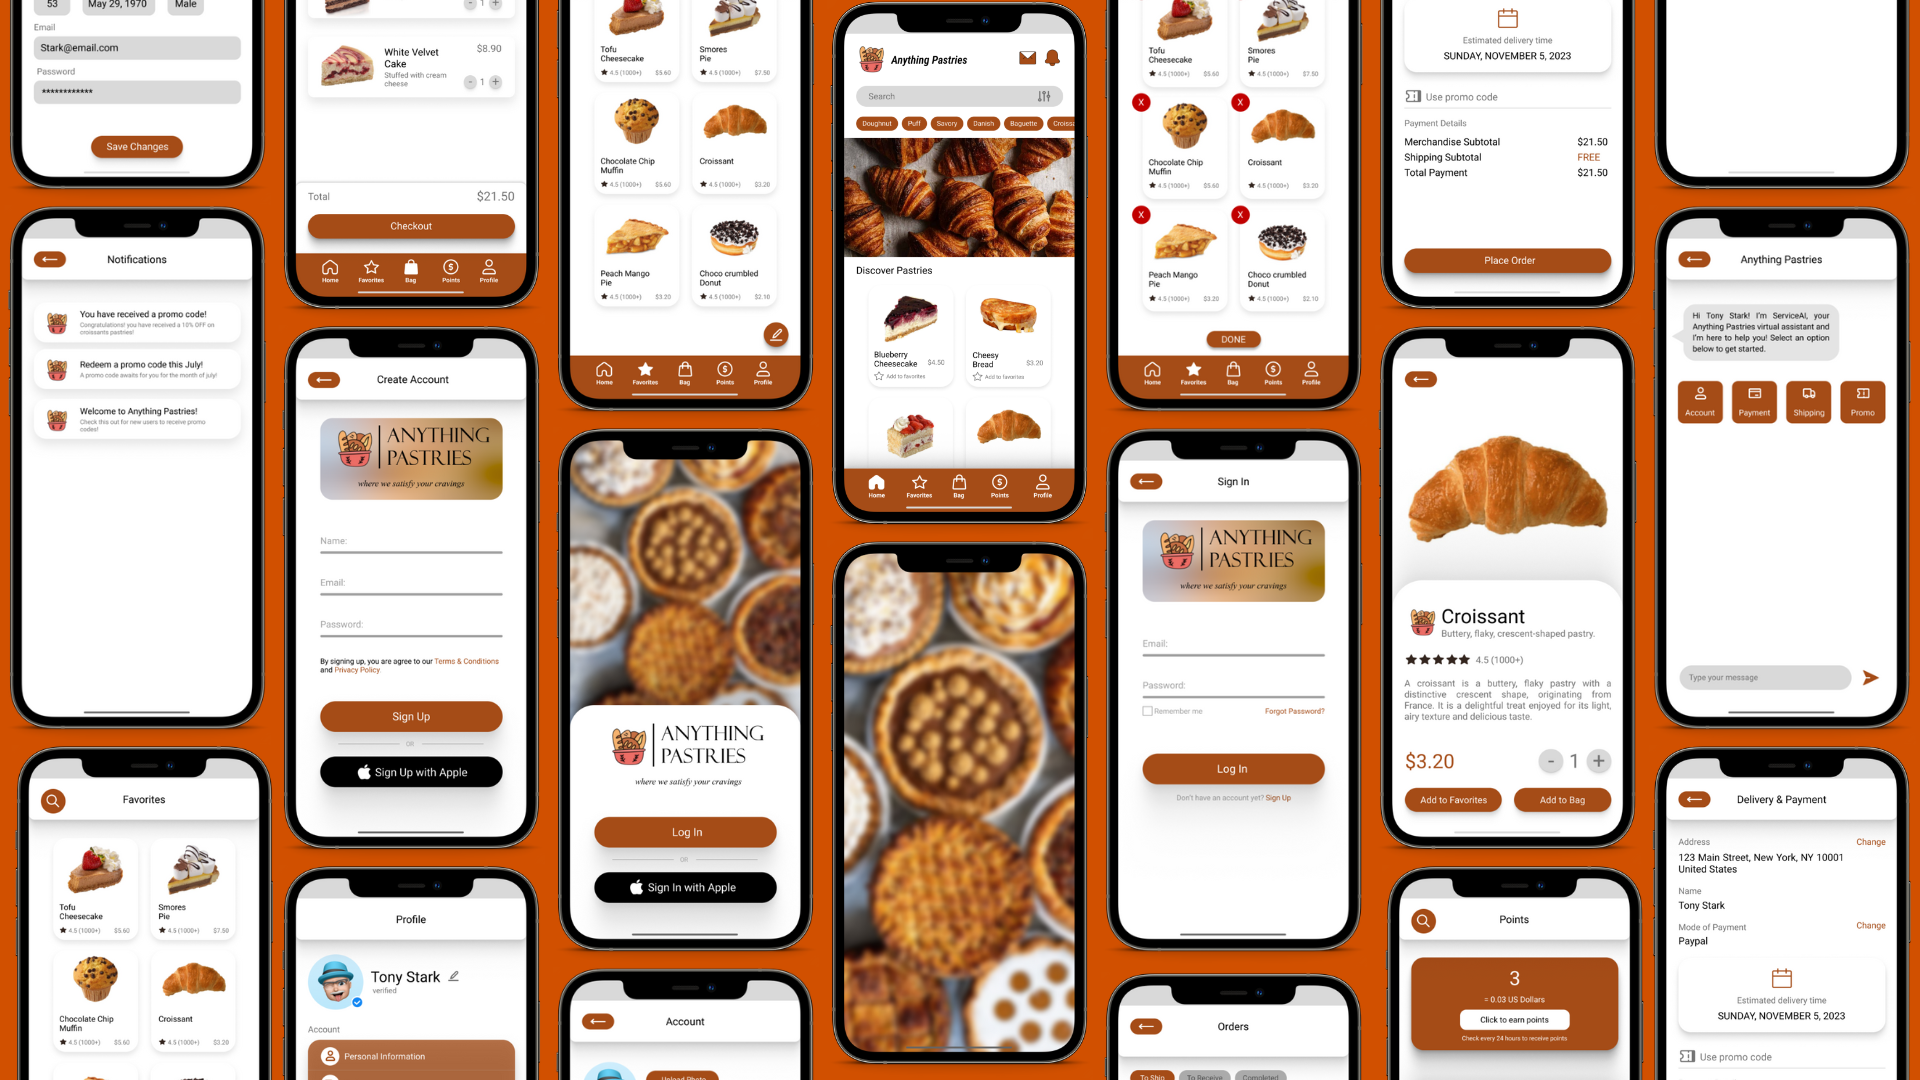 53
May 29, 1970
Male
Email
Stark@email.com
Password
************
Save Changes
Notifications
You have received a promo code!
Congratulations! you have received a 10% OFF on
croissants pastries!
Redeem a promo code this July!
A promo code awaits for you for the month of july!
Welcome to Anything Pastries!
Check this out for new users to receive promo
codes!
Favorites
Tofu
Cheesecake
4.5 (1000+) $5.60
Smores
Pie
4.5 (1000+) $7.50
Chocolate Chip
Muffin
4.5 (1000+) $5.60
Croissant
4.5 (1000+) $3.20
- 1 +
White Velvet
Cake
$8.90
Stuffed with cream
cheese
- 1 +
Total $21.50
Checkout
Home Favorites Bag Points Profile
Create Account
ANYTHING
PASTRIES
where we satisfy your cravings
Name:
Email:
Password:
By signing up, you are agree to our Terms & Conditions
and Privacy Policy
Sign Up
OR
Sign Up with Apple
Profile
Tony Stark
verified
Account
Personal Information
Tofu
Cheesecake
4.5 (1000+) $5.60
Smores
Pie
4.5 (1000+) $7.50
Chocolate Chip
Muffin
4.5 (1000+) $5.60
Croissant
4.5 (1000+) $3.20
Peach Mango
Pie
4.5 (1000+) $3.20
Choco crumbled
Donut
4.5 (1000+) $2.10
Home Favorites Bag Points Profile
ANYTHING
PASTRIES
where we satisfy your cravings
Log In
OR
Sign In with Apple
Account
Upload Photo
Anything Pastries
Search
Doughnut Puff Savory Danish Baguette Croiss
Discover Pastries
Blueberry
Cheesecake $4.50
Add to favorites
Cheesy
Bread $3.20
Add to favorites
Home Favorites Bag Points Profile
Tofu
Cheesecake
4.5 (1000+) $5.60
Smores
Pie
4.5 (1000+) $7.50
X
X
Chocolate Chip
Muffin
4.5 (1000+) $5.60
Croissant
4.5 (1000+) $3.20
X
X
Peach Mango
Pie
4.5 (1000+) $3.20
Choco crumbled
Donut
4.5 (1000+) $2.10
DONE
Home Favorites Bag Points Profile
Sign In
ANYTHING
PASTRIES
where we satisfy your cravings
Email:
Password:
Remember me Forgot Password?
Log In
Don't have an account yet? Sign Up
Orders
To Ship To Receive Completed
Estimated delivery time
SUNDAY, NOVEMBER 5, 2023
Use promo code
Payment Details
Merchandise Subtotal $21.50
Shipping Subtotal FREE
Total Payment $21.50
Place Order
Croissant
Buttery, flaky, crescent-shaped pastry.
4.5 (1000+)
A croissant is a buttery, flaky pastry with a
distinctive crescent shape, originating from
France. It is a delightful treat enjoyed for its light,
airy texture and delicious taste.
$3.20 - 1 +
Add to Favorites Add to Bag
Points
3
= 0.03 US Dollars
Click to earn points
Check every 24 hours to receive points
Anything Pastries
Hi Tony Stark! I'm ServiceAI, your
Anything Pastries virtual assistant and
I'm here to help you! Select an option
below to get started.
Account Payment Shipping Promo
Type your message
Delivery & Payment
Address Change
123 Main Street, New York, NY 10001
United States
Name
Tony Stark
Mode of Payment Change
Paypal
Estimated delivery time
SUNDAY, NOVEMBER 5, 2023
Use promo code